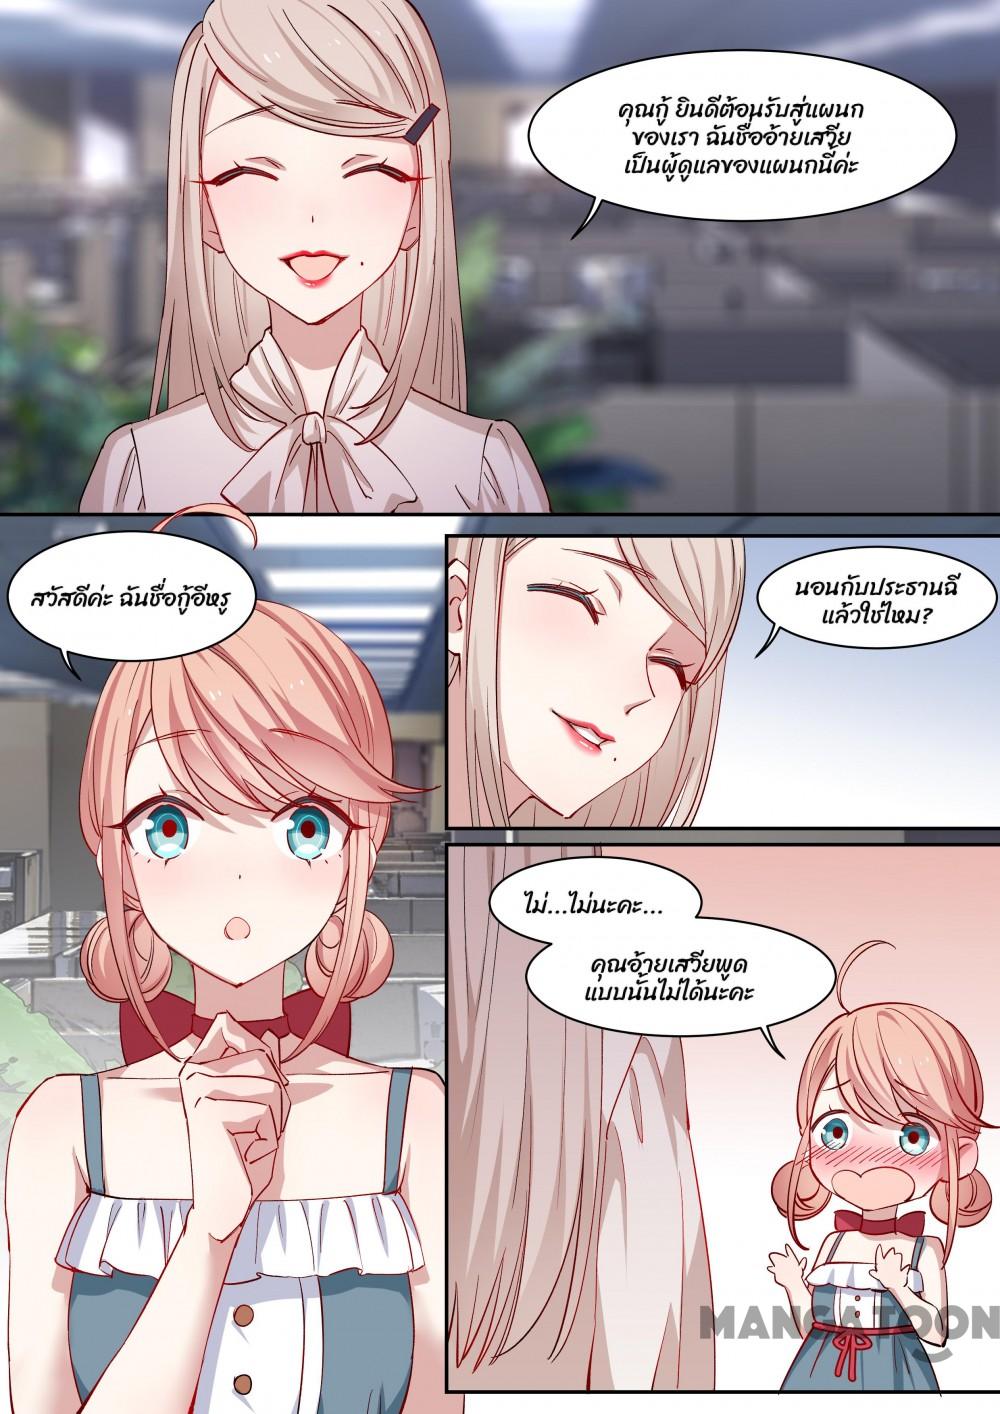 คุณกู้ ยินดีต้อนรับสู่แผนก
ของเรา ฉันชื่ออ้ายเสวีย
เป็นผู้ดูแลของแผนกนี้ค่ะ
สวัสดีค่ะ ฉันชื่อกู้อีหรู
นอนกับประธานฉี
แล้วใช่ไหม?
ไม่...ไม่นะคะ...
คุณอ้ายเสวียพูด
แบบนั้นไม่ได้นะคะ
MANGATOON